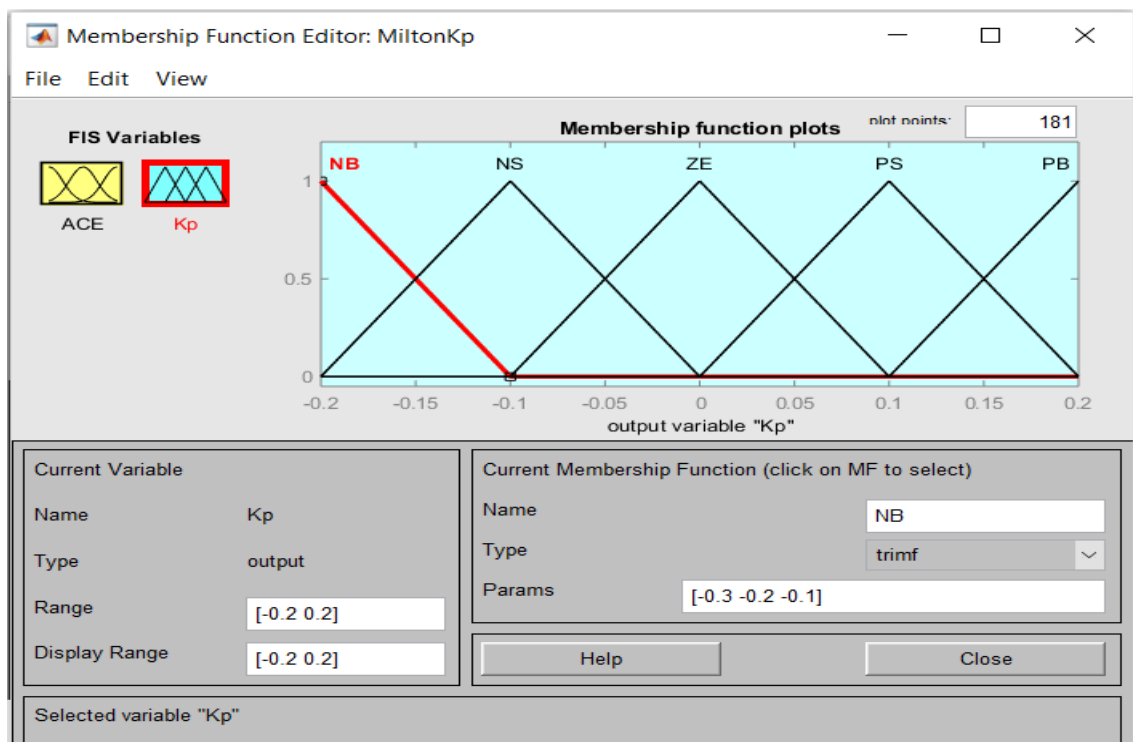 Membership Function Editor: MiltonKp
File Edit View
FIS Variables
ACE
Kp
Membership function plots
plot points:
181
NB
NS
ZE
PS
PB
1
0.5
0
-0.2
-0.15
-0.1
-0.05
0
0.05
0.1
0.15
0.2
output variable "Kp"
Current Variable
Name Kp
Type output
Range [-0.2 0.2]
Display Range [-0.2 0.2]
Current Membership Function (click on MF to select)
Name NB
Type trimf
Params [-0.3 -0.2 -0.1]
Help
Close
Selected variable "Kp"